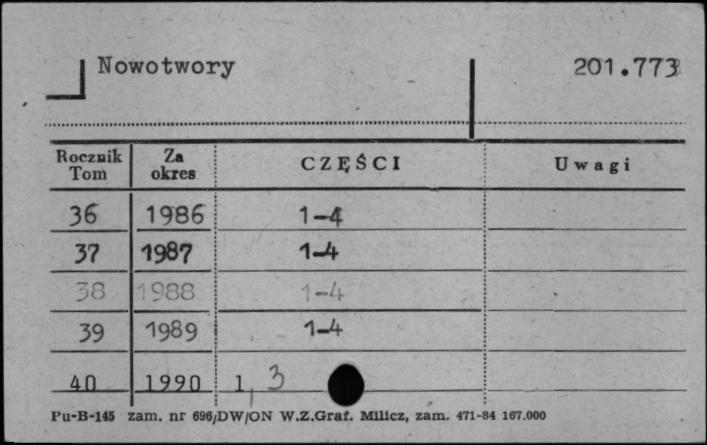 Nowotwory 201.773
Rocznik Tom Za okres CZĘŚCI Uwagi
36 1986 1-4
37 1987 1-4
38 1988 1-4
39 1989 1-4
40 1990 1, 3
Pu-B-145 zam. nr 696/DW/ON W.Z.Graf. Milicz, zam. 471-84 167.000